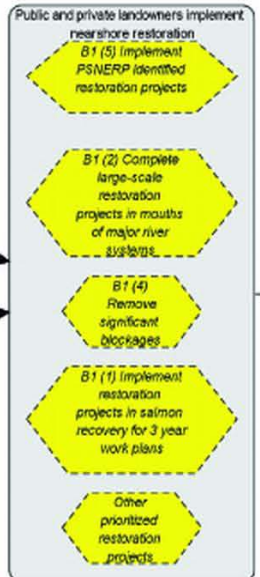 Public and private landowners implement
nearshore restoration
B1 (5) Implement
PSNERP identified
restoration projects
B1 (2) Complete
large-scale
restoration
projects in mouths
of major river
systems
B1 (4)
Remove
significant
blockages
B1 (1) Implement
restoration
projects in salmon
recovery for 3 year
work plans
Other
prioritized
restoration
projects